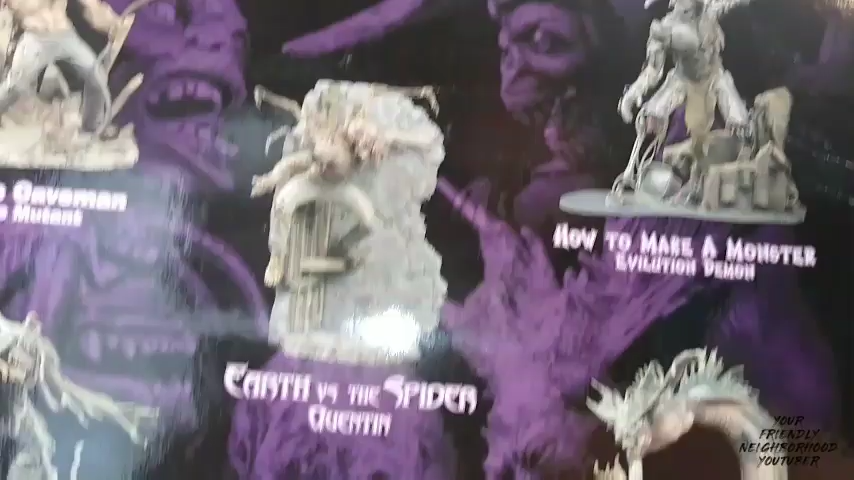 Caveman
Mutant
EARTH VS THE SPIDER
QUENTIN
HOW TO MAKE A MONSTER
EVILUTION DEMON
YOUR
FRIENDLY
NEIGHBORHOOD
YOUTUBER